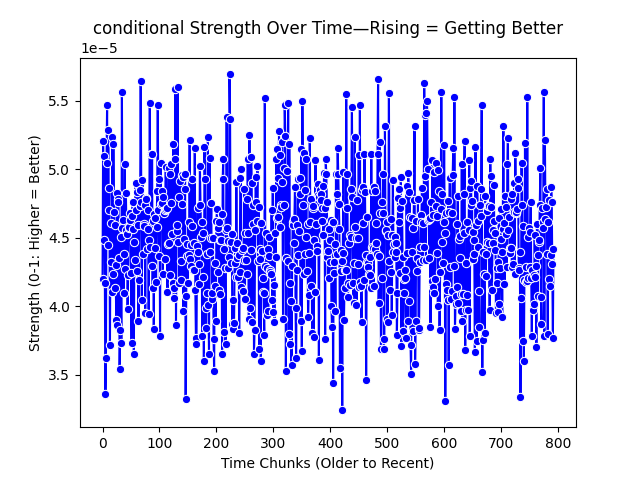 conditional Strength Over Time—Rising = Getting Better
1e−5
5.5
5.0
4.5
4.0
3.5
Strength (0-1: Higher = Better)
0 100 200 300 400 500 600 700 800
Time Chunks (Older to Recent)